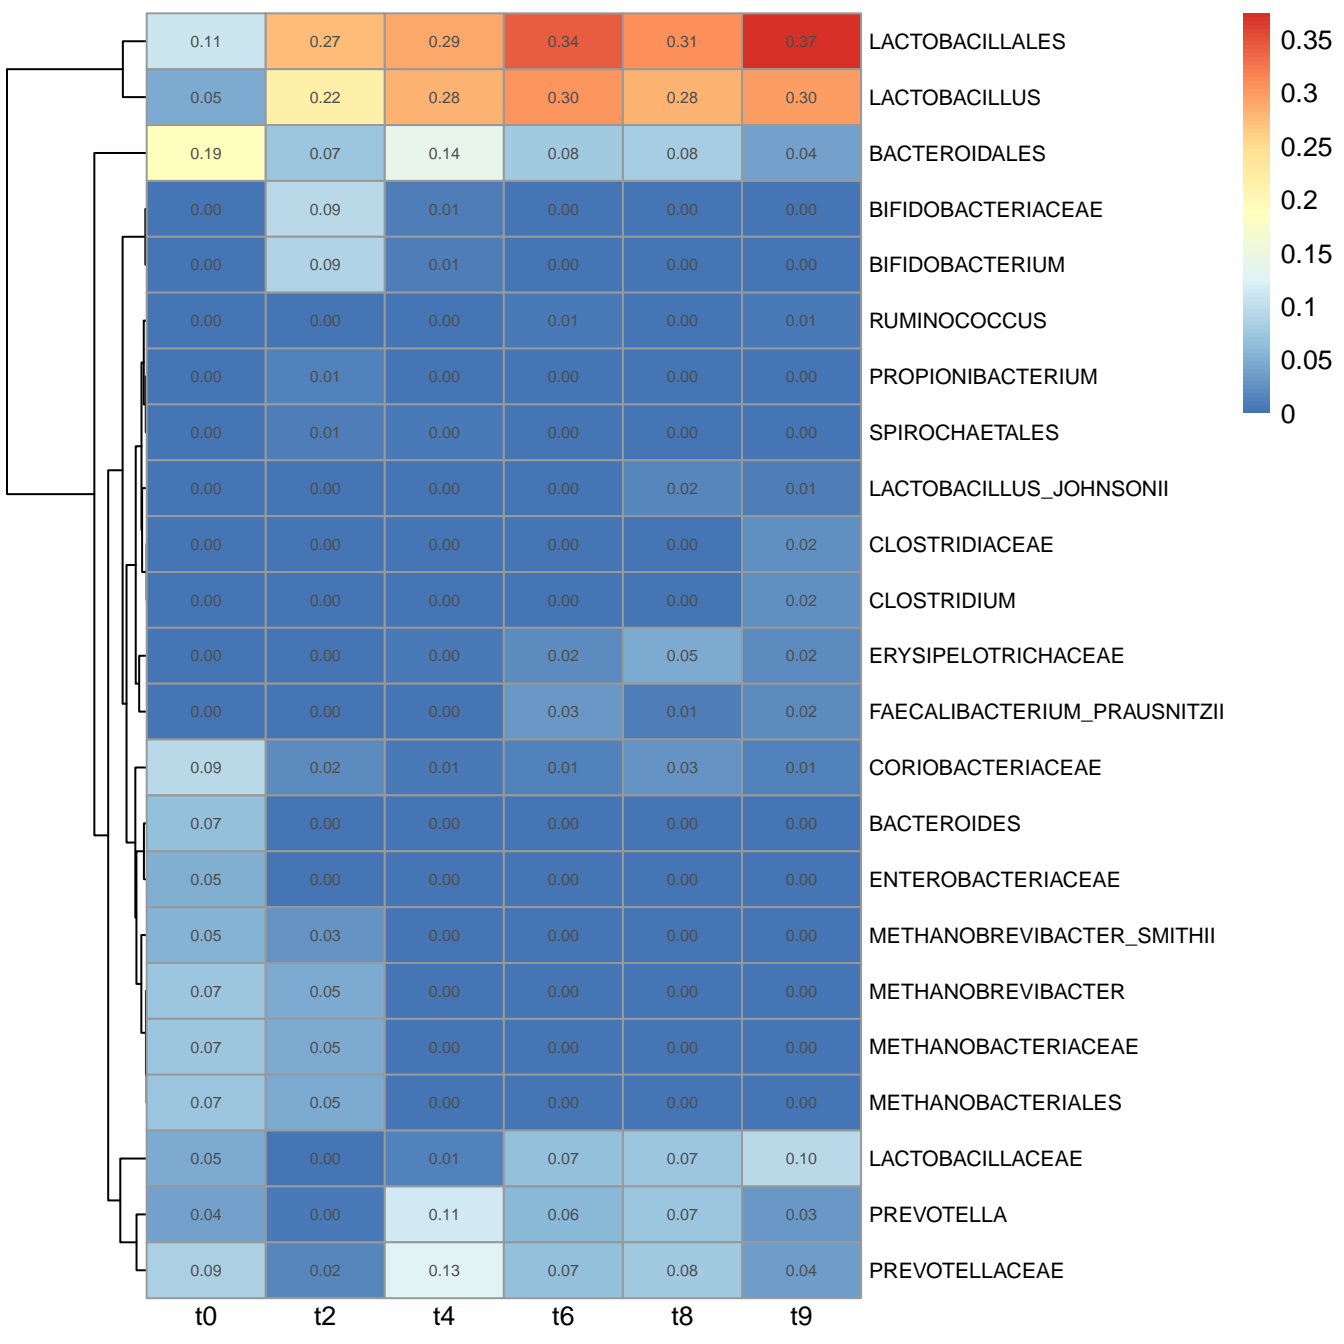 0.11 0.27 0.29 0.34 0.31 0.37 LACTOBACILLALES
0.05 0.22 0.28 0.30 0.28 0.30 LACTOBACILLUS
0.19 0.07 0.14 0.08 0.08 0.04 BACTEROIDALES
0.00 0.09 0.01 0.00 0.00 0.00 BIFIDOBACTERIACEAE
0.00 0.09 0.01 0.00 0.00 0.00 BIFIDOBACTERIUM
0.00 0.00 0.00 0.01 0.00 0.01 RUMINOCOCCUS
0.00 0.01 0.00 0.00 0.00 0.00 PROPIONIBACTERIUM
0.00 0.01 0.00 0.00 0.00 0.00 SPIROCHAETALES
0.00 0.00 0.00 0.00 0.02 0.01 LACTOBACILLUS_JOHNSONII
0.00 0.00 0.00 0.00 0.00 0.02 CLOSTRIDIACEAE
0.00 0.00 0.00 0.00 0.00 0.02 CLOSTRIDIUM
0.00 0.00 0.00 0.02 0.05 0.02 ERYSIPELOTRICHACEAE
0.00 0.00 0.00 0.03 0.01 0.02 FAECALIBACTERIUM_PRAUSNITZII
0.09 0.02 0.01 0.01 0.03 0.01 CORIOBACTERIACEAE
0.07 0.00 0.00 0.00 0.00 0.00 BACTEROIDES
0.05 0.00 0.00 0.00 0.00 0.00 ENTEROBACTERIACEAE
0.05 0.03 0.00 0.00 0.00 0.00 METHANOBREVIBACTER_SMITHII
0.07 0.05 0.00 0.00 0.00 0.00 METHANOBREVIBACTER
0.07 0.05 0.00 0.00 0.00 0.00 METHANOBACTERIACEAE
0.07 0.05 0.00 0.00 0.00 0.00 METHANOBACTERIALES
0.05 0.00 0.01 0.07 0.07 0.10 LACTOBACILLACEAE
0.04 0.00 0.11 0.06 0.07 0.03 PREVOTELLA
0.09 0.02 0.13 0.07 0.08 0.04 PREVOTELLACEAE
t0 t2 t4 t6 t8 t9
0.35
0.3
0.25
0.2
0.15
0.1
0.05
0